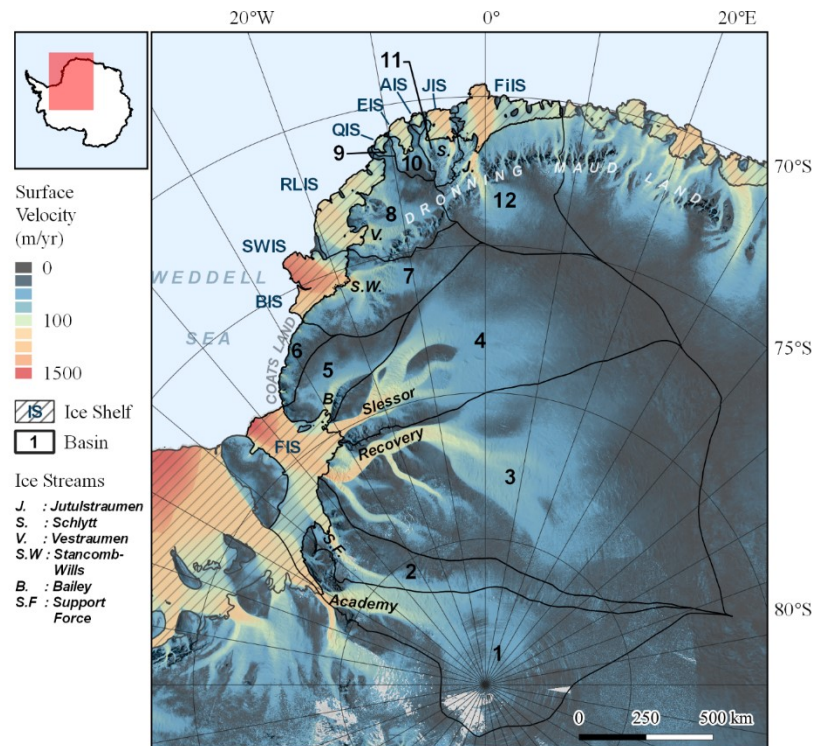 20°W
0°
20°E
11
AIS
JIS
FiIS
EIS
QIS
9
10
S.
J.
70°S
RLIS
DRONNING MAUD LAND
8
12
V.
SWIS
WEDDELL
SEA
S.W.
7
BIS
COATS LAND
6
5
4
75°S
B.
Slessor
FIS
Recovery
3
S.F.
2
Academy
80°S
1
0 250 500 km
Surface
Velocity
(m/yr)
0
100
1500
IS Ice Shelf
1 Basin
Ice Streams
J. : Jutulstraumen
S. : Schlytt
V. : Vestraumen
S.W : Stancomb-
Wills
B. : Bailey
S.F : Support
Force